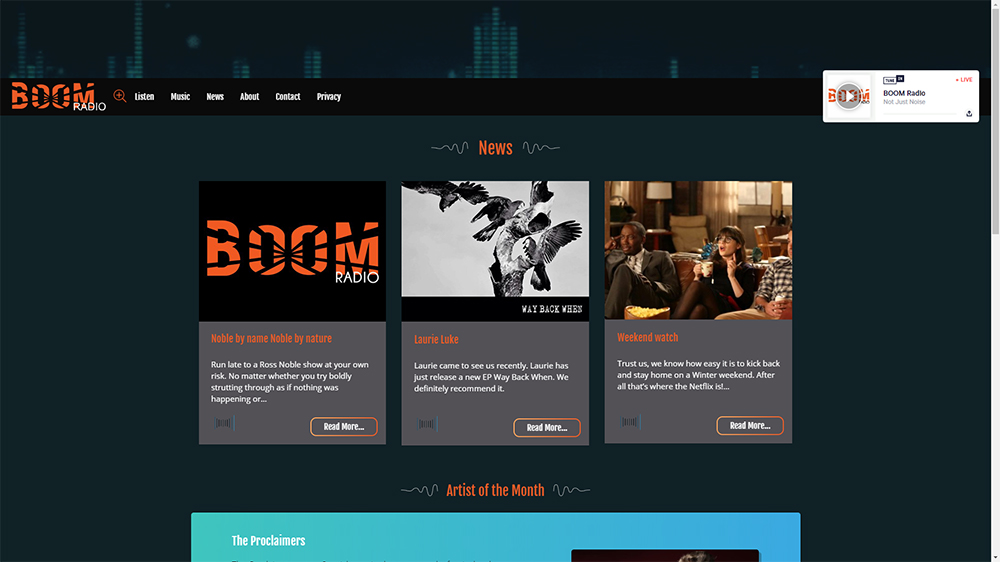 BOOM
RADIO
Listen
Music
News
About
Contact
Privacy
TUNE IN
• LIVE
BOOM Radio
Not Just Noise
News
BOOM
RADIO
WAY BACK WHEN
Noble by name Noble by nature
Run late to a Ross Noble show at your own
risk. No matter whether you try boldly
strutting through as if nothing was
happening or...
Read More...
Laurie Luke
Laurie came to see us recently. Laurie has
just release a new EP Way Back When. We
definitely recommend it.
Read More...
Weekend watch
Trust us, we know how easy it is to kick back
and stay home on a Winter weekend. After
all that's where the Netflix is!...
Read More...
Artist of the Month
The Proclaimers